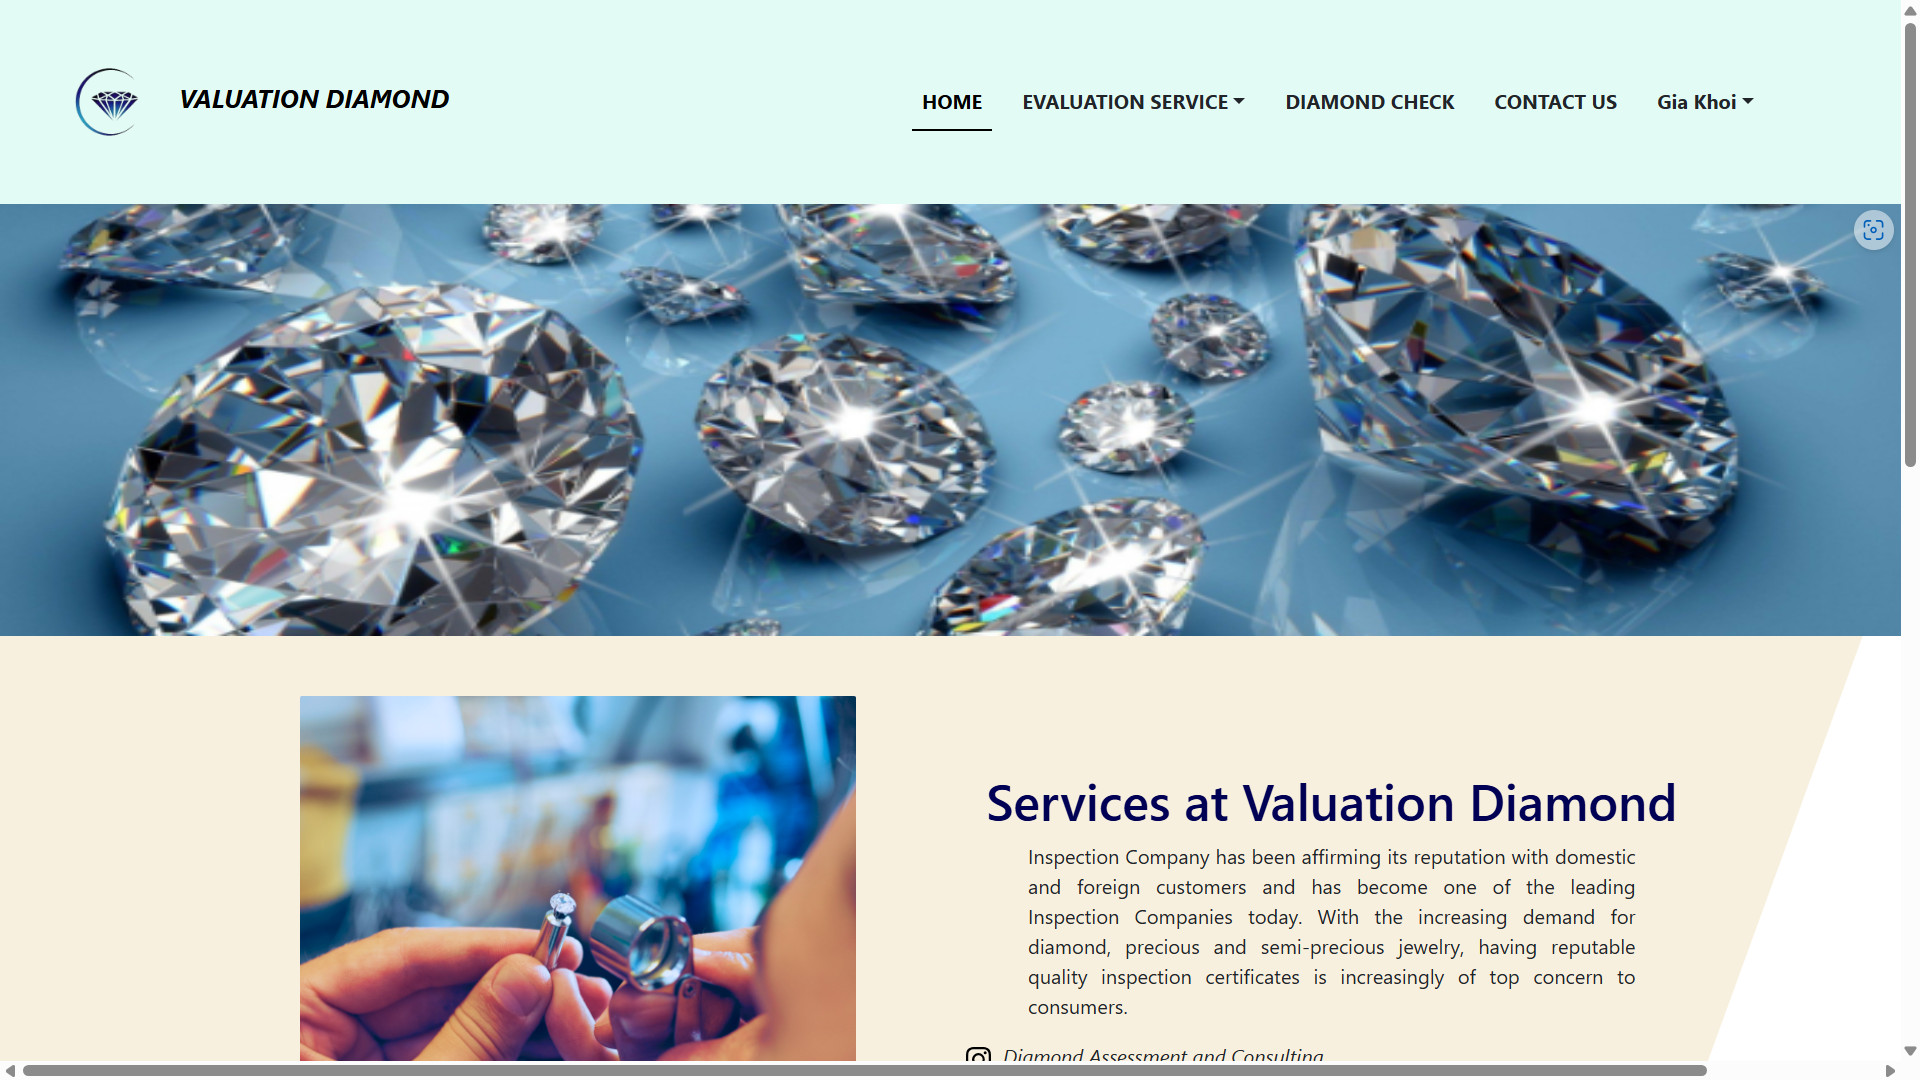 VALUATION DIAMOND
HOME
EVALUATION SERVICE
DIAMOND CHECK
CONTACT US
Gia Khoi
Services at Valuation Diamond
Inspection Company has been affirming its reputation with domestic
and foreign customers and has become one of the leading
Inspection Companies today. With the increasing demand for
diamond, precious and semi-precious jewelry, having reputable
quality inspection certificates is increasingly of top concern to
consumers.
Diamond Assessment and Consulting